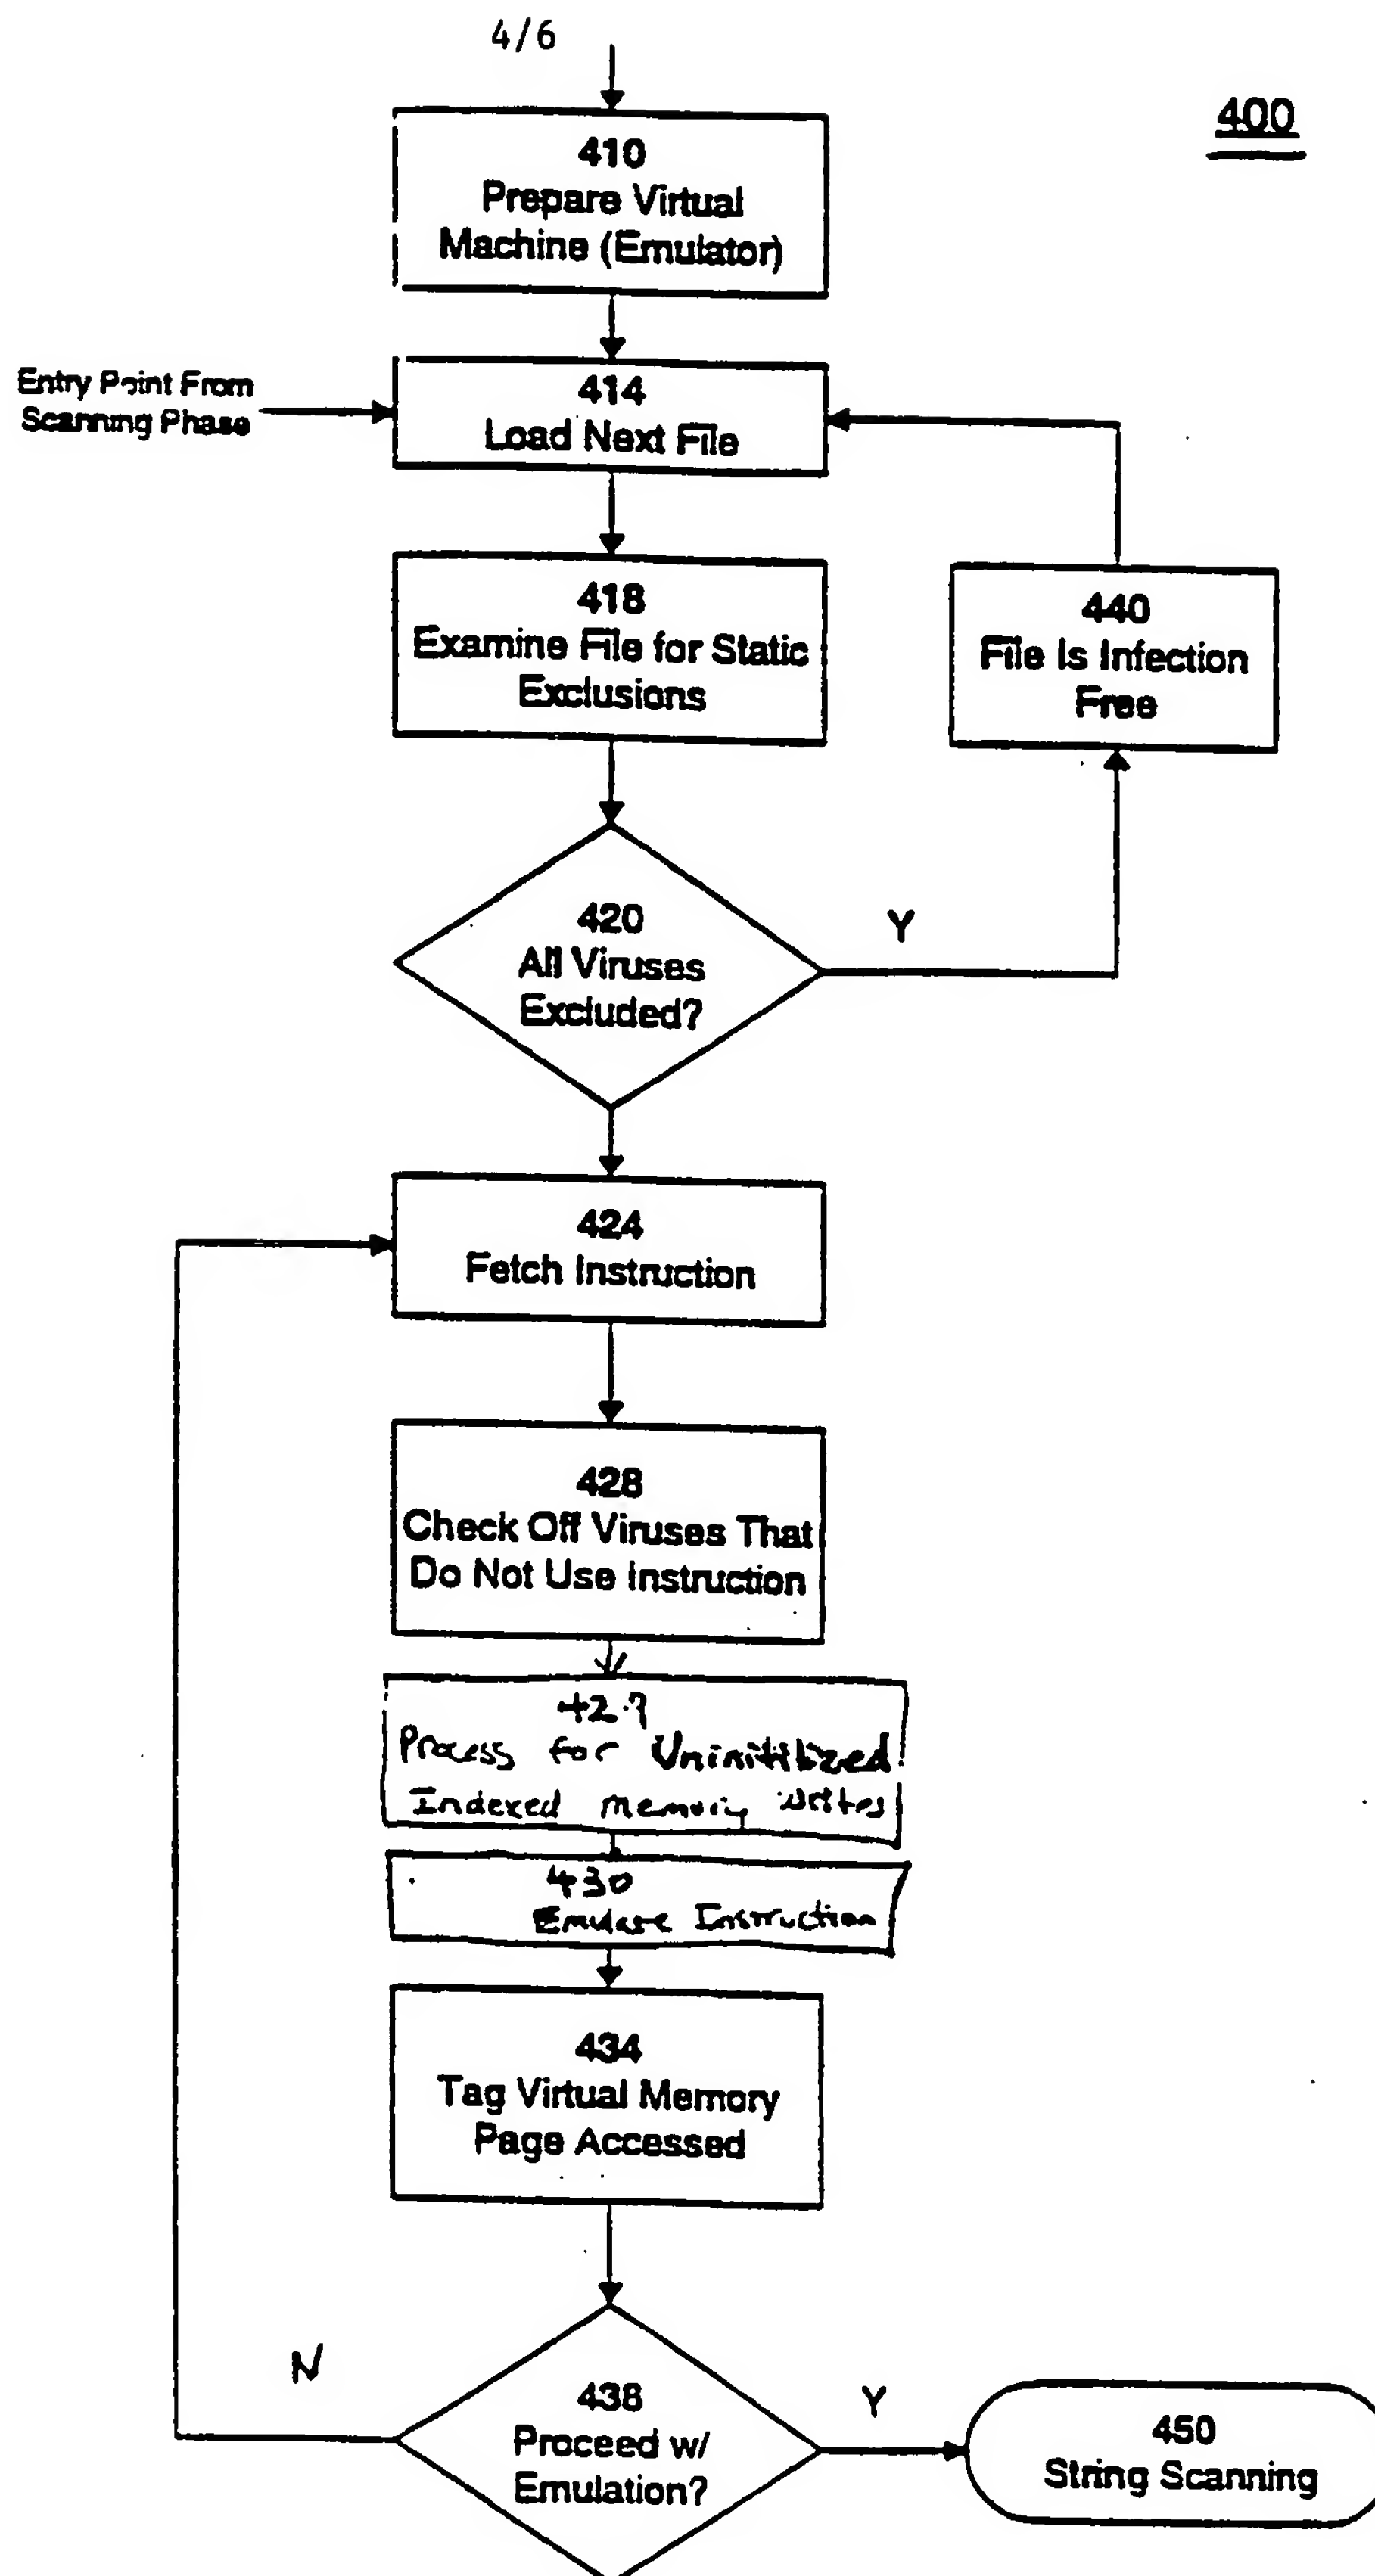 4/6
400
410
Prepare Virtual
Machine (Emulator)
Entry Point From
Scanning Phase
414
Load Next File
418
Examine File for Static
Exclusions
440
File Is Infection
Free
420
All Viruses
Excluded?
Y
424
Fetch Instruction
428
Check Off Viruses That
Do Not Use Instruction
429
Process for Uninitilized
Indexed memory writes
430
Emulate Instruction
434
Tag Virtual Memory
Page Accessed
N
438
Proceed w/
Emulation?
Y
450
String Scanning